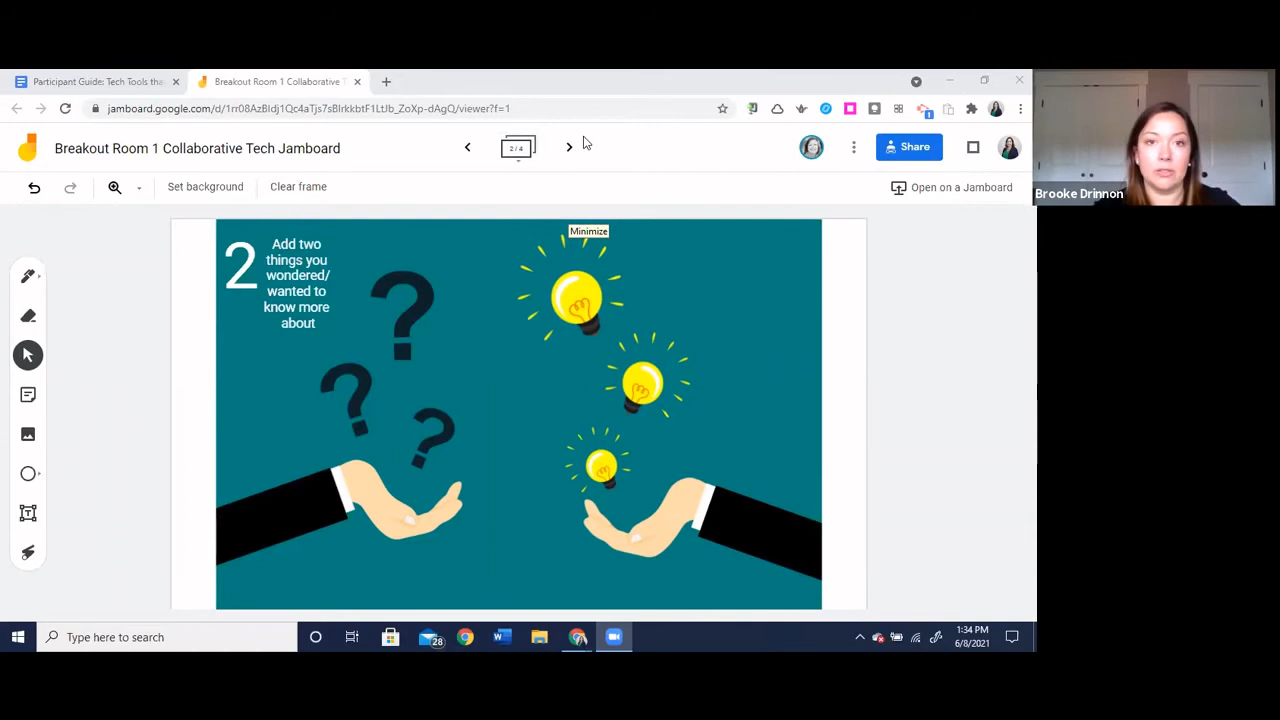 Participant Guide: Tech Tools tha
Breakout Room 1 Collaborative T
jamboard.google.com/d/1rr08AzBIdj1Qc4aTjs7sBIrkkbtF1LtJb_ZoXp-dAgQ/viewer?f=1
Breakout Room 1 Collaborative Tech Jamboard
2 / 4
Share
Set background
Clear frame
Open on a Jamboard
Brooke Drinnon
Minimize
2
Add two
things you
wondered/
wanted to
know more
about
? ? ?
Type here to search
28
1:34 PM
6/8/2021